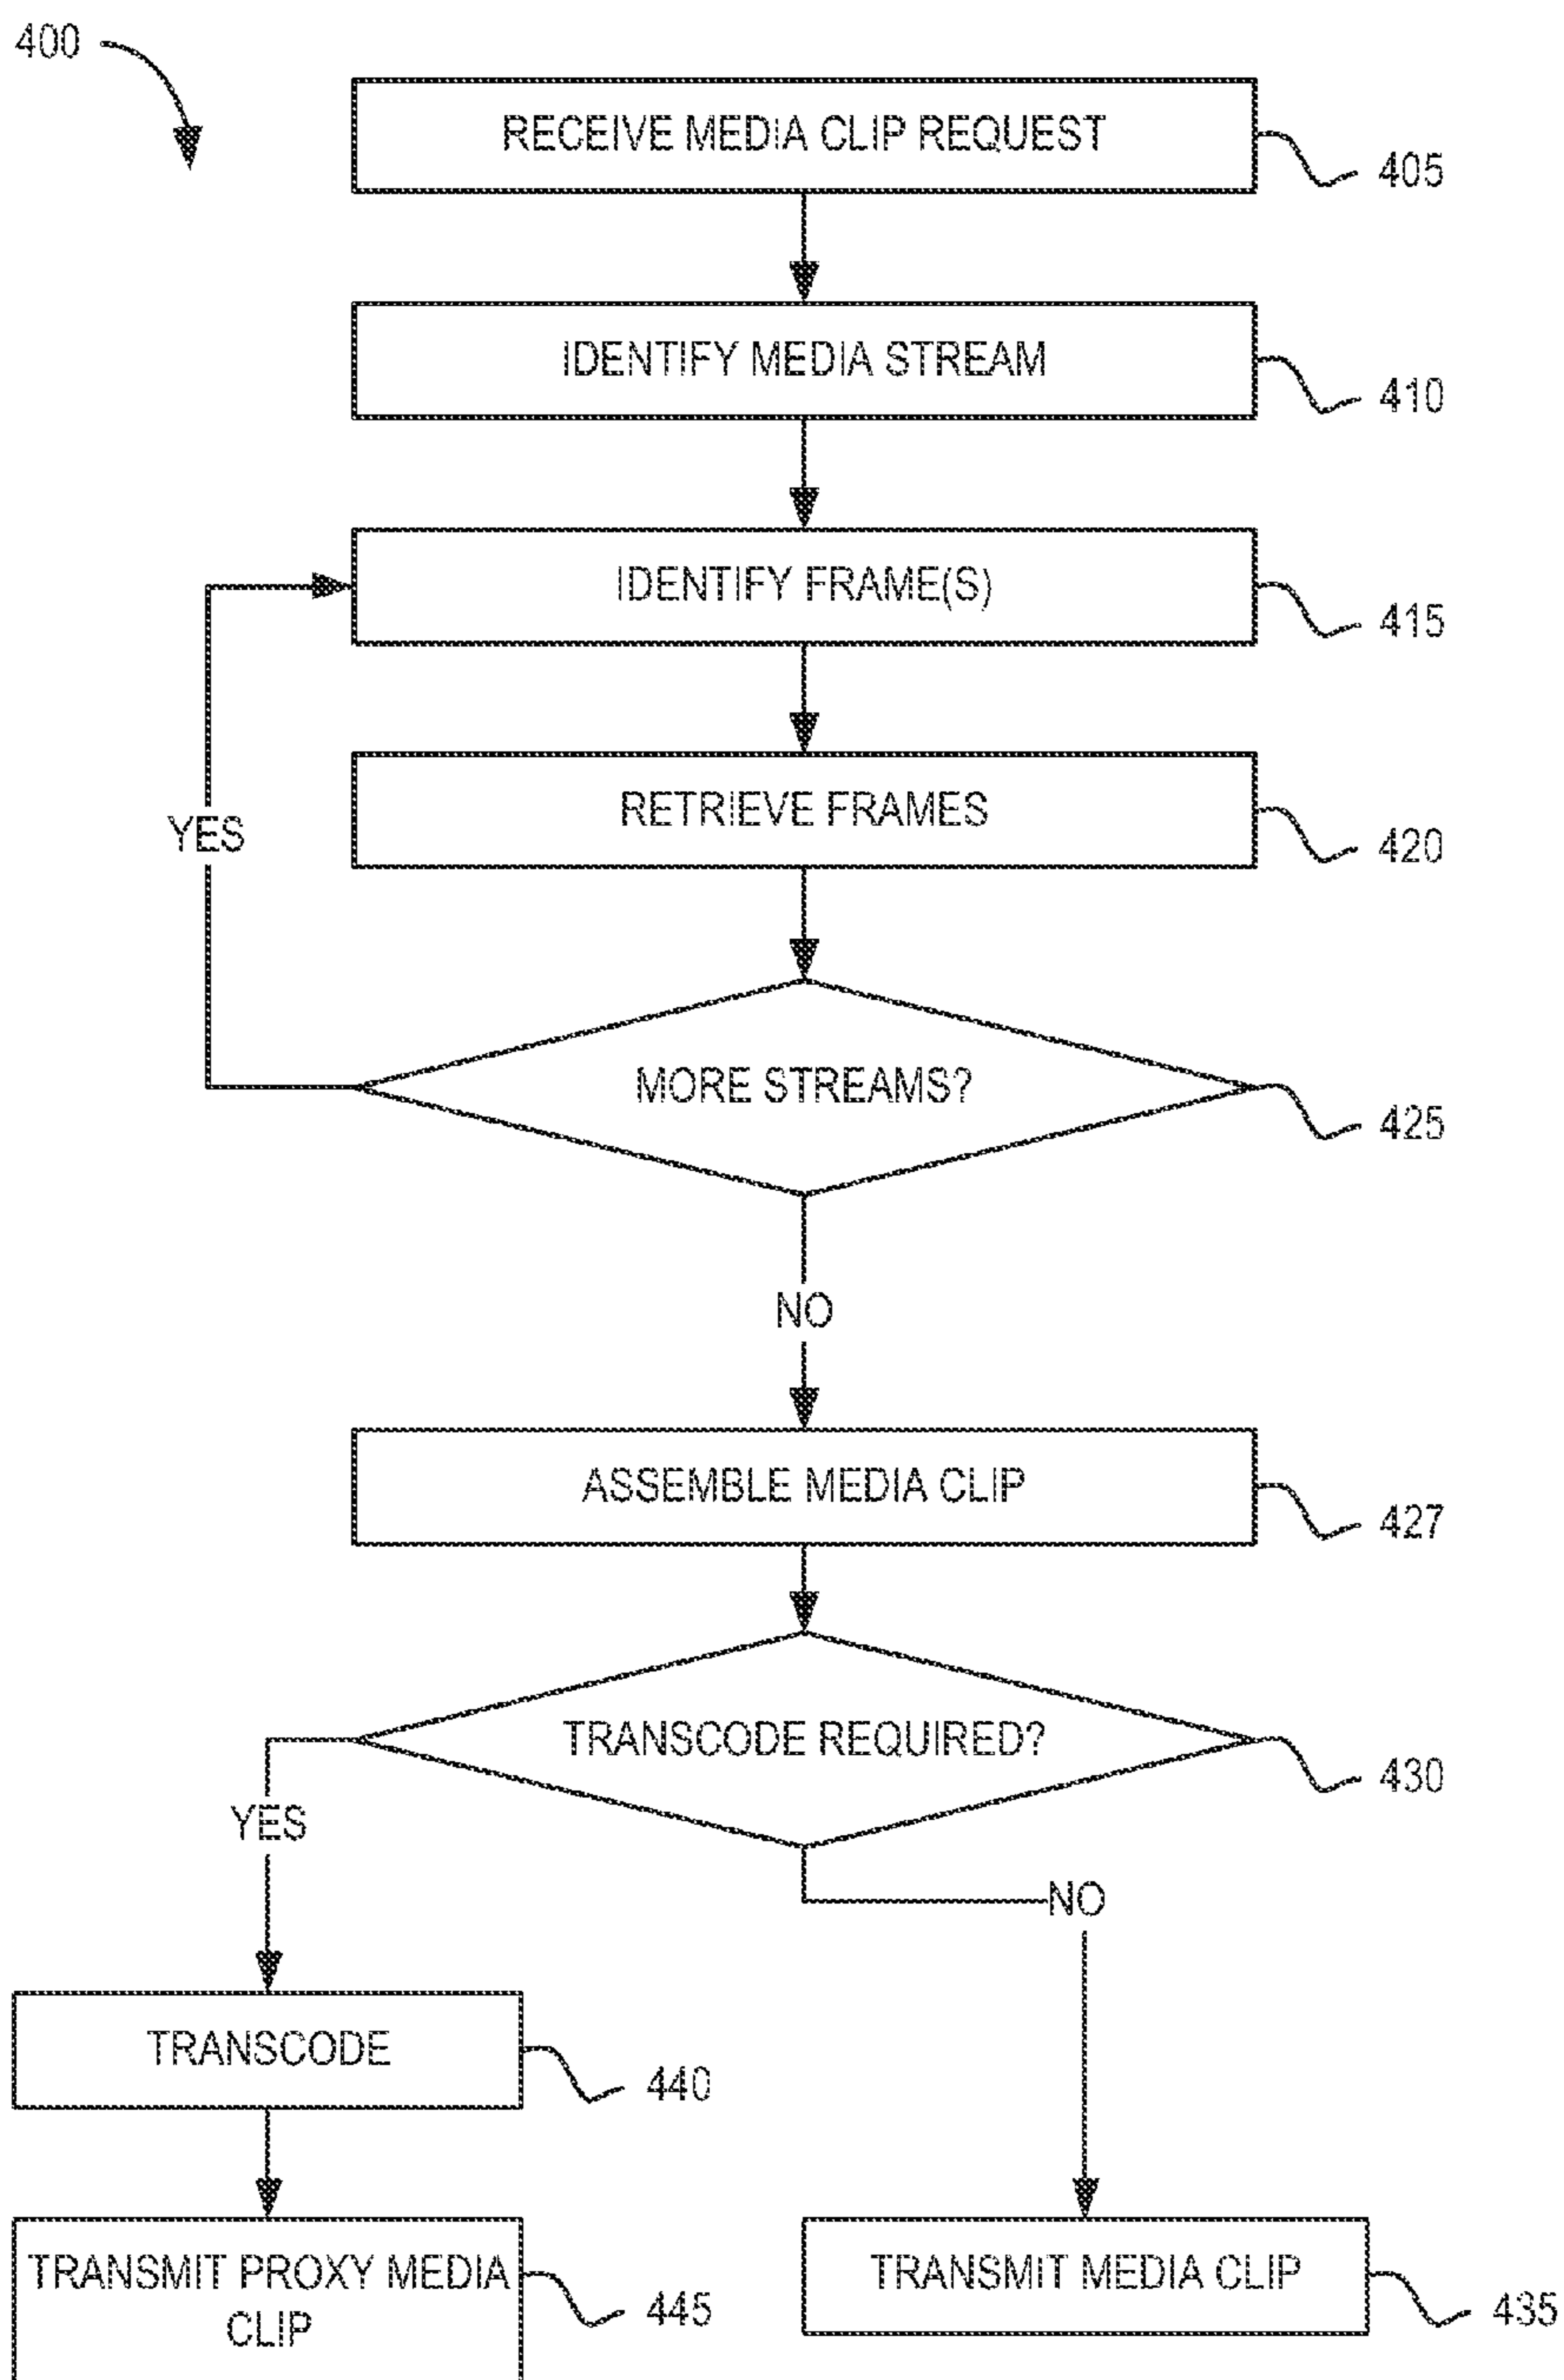 400
RECEIVE MEDIA CLIP REQUEST
405
IDENTIFY MEDIA STREAM
410
IDENTIFY FRAME(S)
415
RETRIEVE FRAMES
420
YES
MORE STREAMS?
425
NO
ASSEMBLE MEDIA CLIP
427
TRANSCODE REQUIRED?
430
YES
NO
TRANSCODE
440
TRANSMIT PROXY MEDIA
CLIP
445
TRANSMIT MEDIA CLIP
435